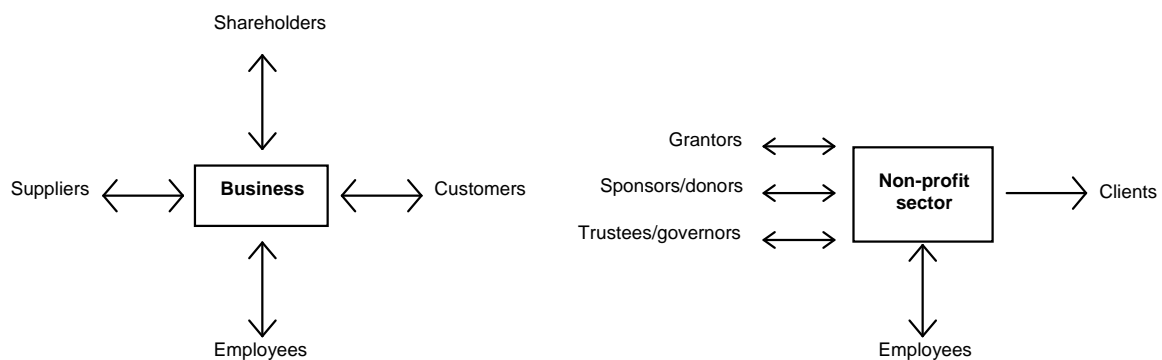 Shareholders
Suppliers
Business
Customers
Employees
Grantors
Sponsors/donors
Trustees/governors
Non-profit
sector
Clients
Employees